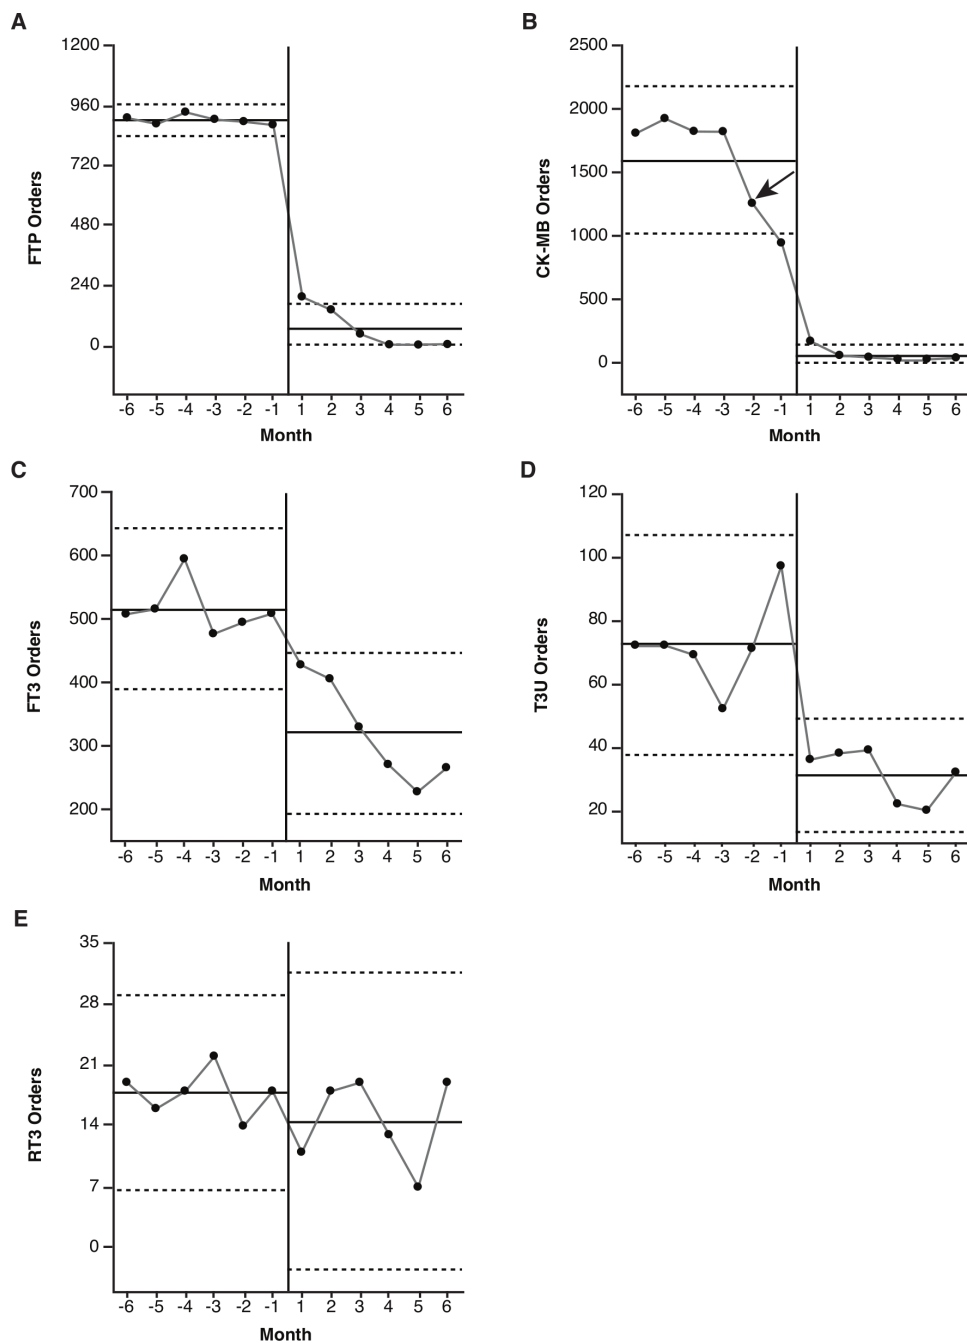 A
1200
960
720
480
240
0
FTP Orders
-6 -5 -4 -3 -2 -1 1 2 3 4 5 6
Month
B
2500
2000
1500
1000
500
0
CK-MB Orders
-6 -5 -4 -3 -2 -1 1 2 3 4 5 6
Month
C
700
600
500
400
300
200
FT3 Orders
-6 -5 -4 -3 -2 -1 1 2 3 4 5 6
Month
D
120
100
80
60
40
20
T3U Orders
-6 -5 -4 -3 -2 -1 1 2 3 4 5 6
Month
E
35
28
21
14
7
0
RT3 Orders
-6 -5 -4 -3 -2 -1 1 2 3 4 5 6
Month